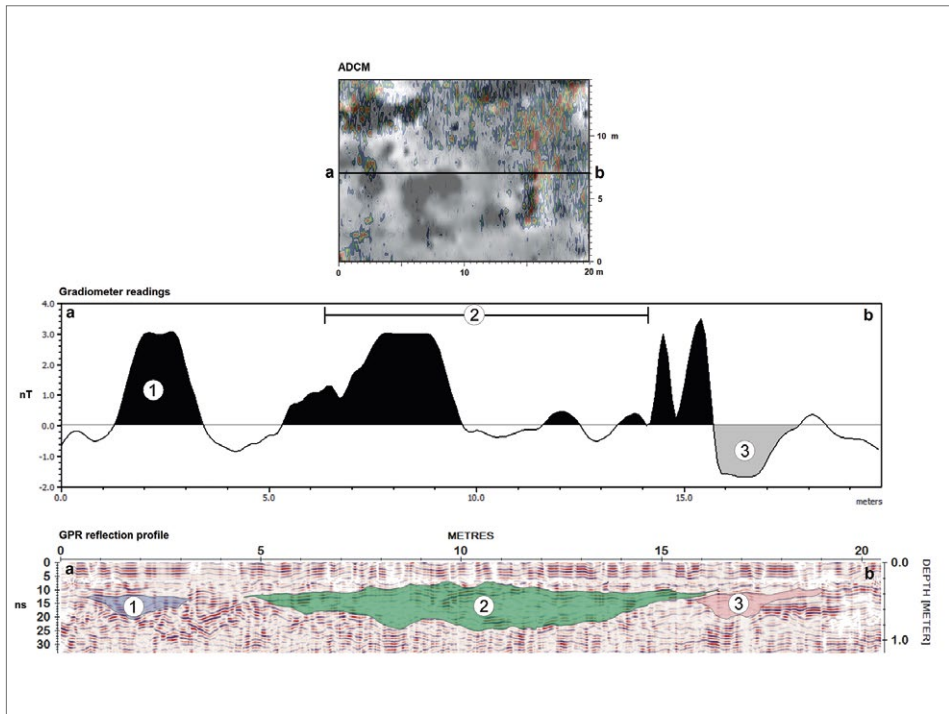 ADCM
10 m
a b
5
0
0 10 20 m
Gradiometer readings
4.0 a 2 b
3.0
2.0
1 
nT 1.0
0.0
3
-1.0
-2.0
0.0 5.0 10.0 15.0 meters
GPR reflection profile METRES
0 5 10 15 20
0 a b 0.0
5
ns 10
15 1 2 3
20
25 1.0
30
DEPTH [METER]